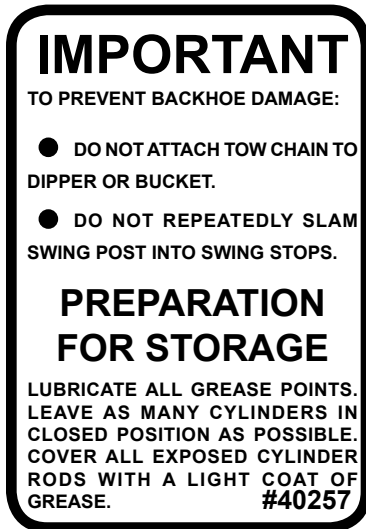 IMPORTANT
TO PREVENT BACKHOE DAMAGE:
● DO NOT ATTACH TOW CHAIN TO
DIPPER OR BUCKET.
● DO NOT REPEATEDLY SLAM
SWING POST INTO SWING STOPS.
PREPARATION
FOR STORAGE
LUBRICATE ALL GREASE POINTS.
LEAVE AS MANY CYLINDERS IN
CLOSED POSITION AS POSSIBLE.
COVER ALL EXPOSED CYLINDER
RODS WITH A LIGHT COAT OF
GREASE. #40257